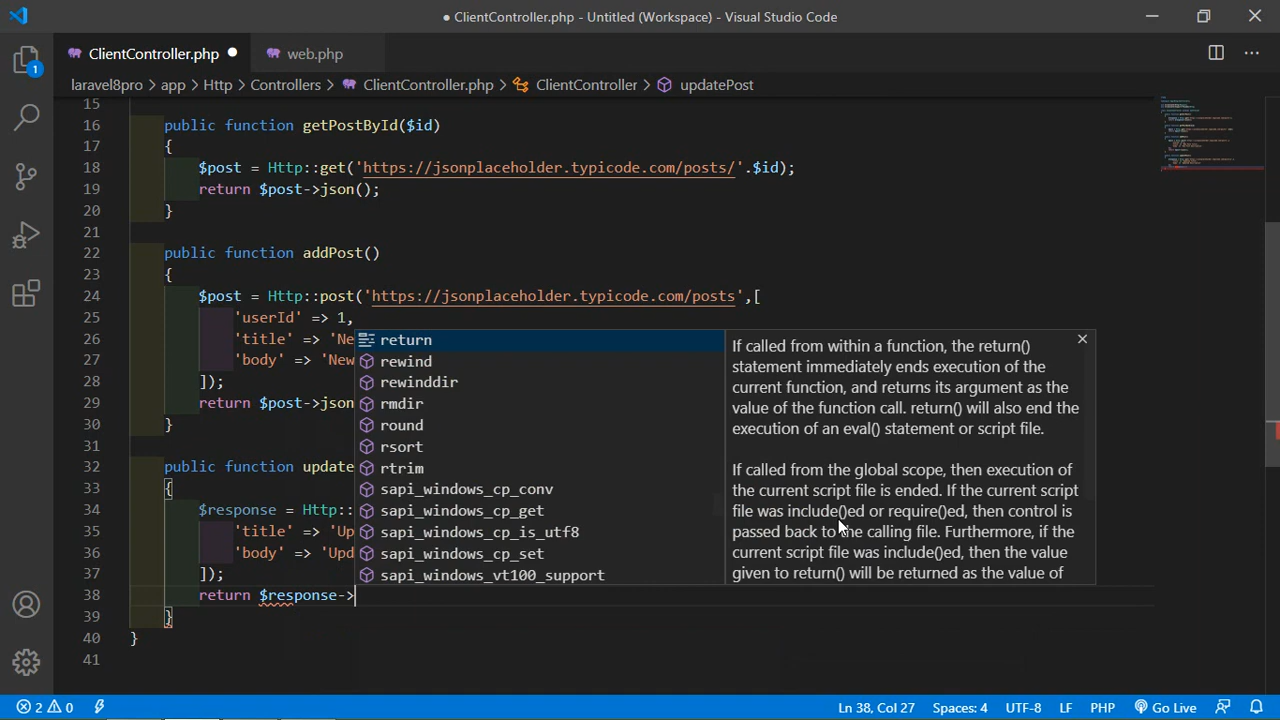 ● ClientController.php - Untitled (Workspace) - Visual Studio Code
ClientController.php ● web.php
laravel8pro > app > Http > Controllers > ClientController.php > ClientController > updatePost
15
16 public function getPostById($id)
17 {
18 $post = Http::get('https://jsonplaceholder.typicode.com/posts/'.$id);
19 return $post->json();
20 }
21
22 public function addPost()
23 {
24 $post = Http::post('https://jsonplaceholder.typicode.com/posts',[
25 'userId' => 1,
26 'title' => 'Ne
27 'body' => 'New
28 ]);
29 return $post->json
30 }
31
32 public function update
33 {
34 $response = Http:
35 'title' => 'Up
36 'body' => 'Upd
37 ]);
38 return $response->
39 }
40 }
41
return
rewind
rewinddir
rmdir
round
rsort
rtrim
sapi_windows_cp_conv
sapi_windows_cp_get
sapi_windows_cp_is_utf8
sapi_windows_cp_set
sapi_windows_vt100_support
If called from within a function, the return()
statement immediately ends execution of the
current function, and returns its argument as the
value of the function call. return() will also end the
execution of an eval() statement or script file.
If called from the global scope, then execution of
the current script file is ended. If the current script
file was include()ed or require()ed, then control is
passed back to the calling file. Furthermore, if the
current script file was include()ed, then the value
given to return() will be returned as the value of
1
2 0
Ln 38, Col 27 Spaces: 4 UTF-8 LF PHP Go Live